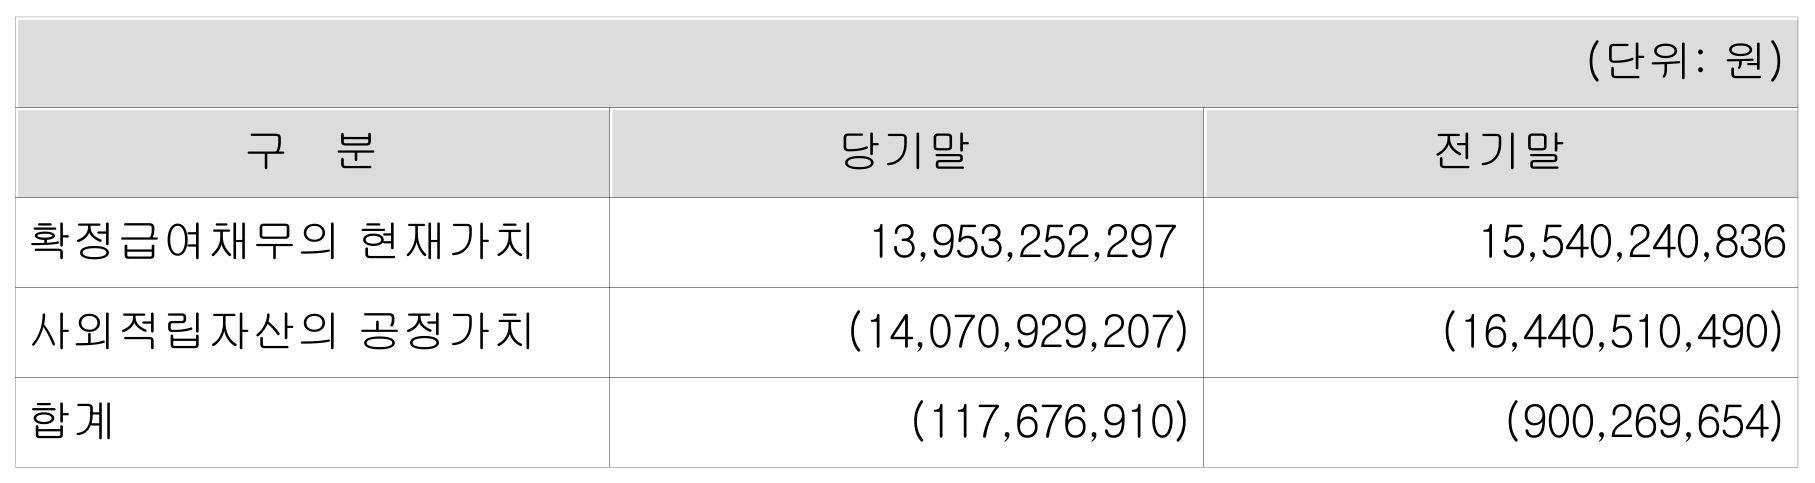 (단위: 원)
구 분 당기말 전기말
확정급여채무의 현재가치 13,953,252,297 15,540,240,836
사외적립자산의 공정가치 (14,070,929,207) (16,440,510,490)
합계 (117,676,910) (900,269,654)